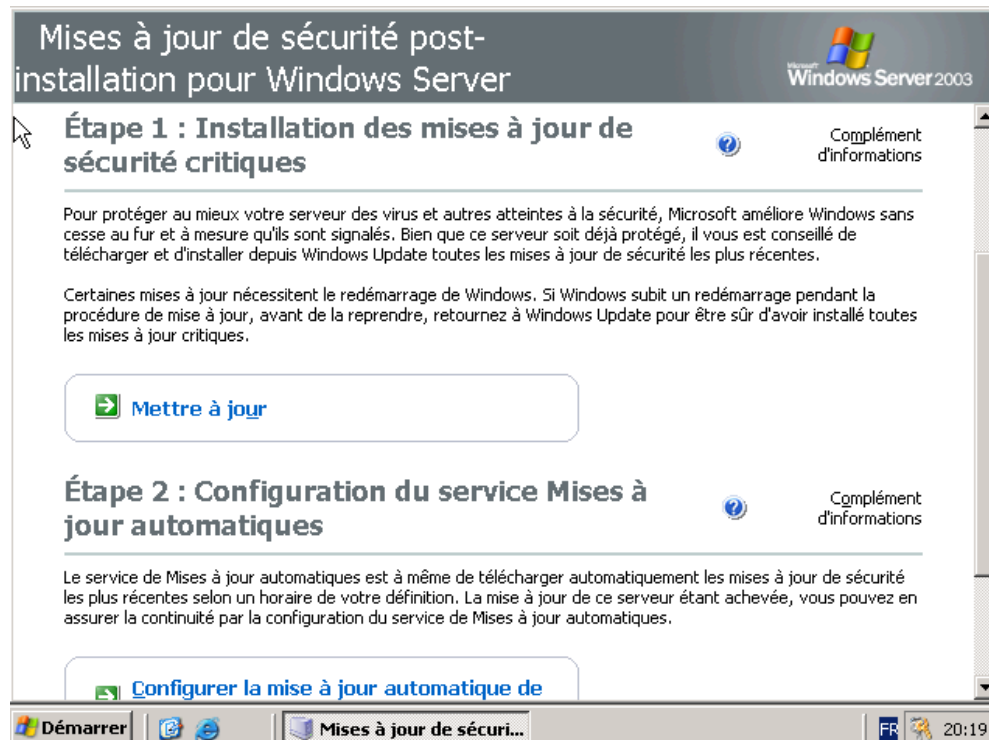 Mises à jour de sécurité post-
installation pour Windows Server
Microsoft
Windows Server 2003
Étape 1 : Installation des mises à jour de
sécurité critiques
Complément
d'informations
Pour protéger au mieux votre serveur des virus et autres atteintes à la sécurité, Microsoft améliore Windows sans
cesse au fur et à mesure qu'ils sont signalés. Bien que ce serveur soit déjà protégé, il vous est conseillé de
télécharger et d'installer depuis Windows Update toutes les mises à jour de sécurité les plus récentes.
Certaines mises à jour nécessitent le redémarrage de Windows. Si Windows subit un redémarrage pendant la
procédure de mise à jour, avant de la reprendre, retournez à Windows Update pour être sûr d'avoir installé toutes
les mises à jour critiques.
Mettre à jour
Étape 2 : Configuration du service Mises à
jour automatiques
Complément
d'informations
Le service de Mises à jour automatiques est à même de télécharger automatiquement les mises à jour de sécurité
les plus récentes selon un horaire de votre définition. La mise à jour de ce serveur étant achevée, vous pouvez en
assurer la continuité par la configuration du service de Mises à jour automatiques.
Configurer la mise à jour automatique de
Démarrer
Mises à jour de sécuri...
FR
20:19